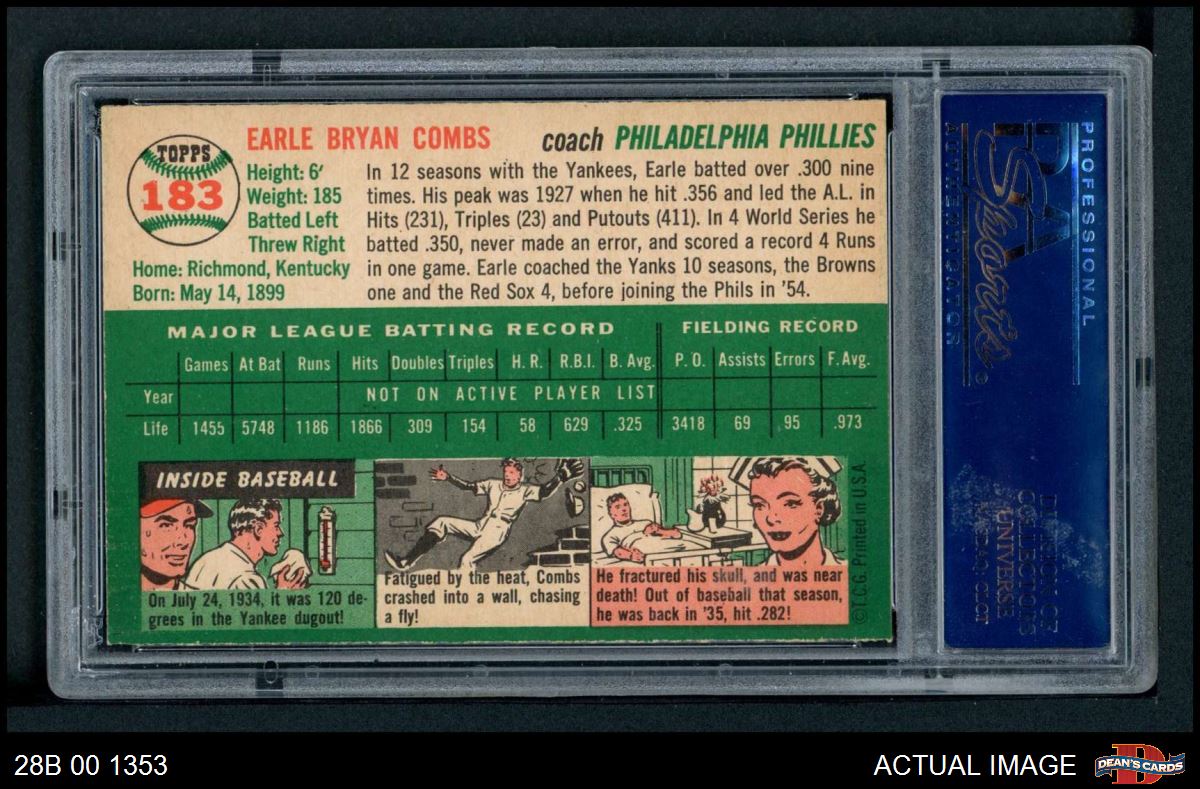 TOPPS
183
EARLE BRYAN COMBS
coach PHILADELPHIA PHILLIES
Height: 6'
Weight: 185
Batted Left
Threw Right
Home: Richmond, Kentucky
Born: May 14, 1899
In 12 seasons with the Yankees, Earle batted over .300 nine
times. His peak was 1927 when he hit .356 and led the A.L. in
Hits (231), Triples (23) and Putouts (411). In 4 World Series he
batted .350, never made an error, and scored a record 4 Runs
in one game. Earle coached the Yanks 10 seasons, the Browns
one and the Red Sox 4, before joining the Phils in '54.
MAJOR LEAGUE BATTING RECORD
FIELDING RECORD
Games At Bat Runs Hits Doubles Triples H. R. R.B.I. B. Avg. P. O. Assists Errors F. Avg.
Year NOT ON ACTIVE PLAYER LIST
Life 1455 5748 1186 1866 309 154 58 629 .325 3418 69 95 .973
INSIDE BASEBALL
On July 24, 1934, it was 120 de-
grees in the Yankee dugout!
Fatigued by the heat, Combs
crashed into a wall, chasing
a fly!
He fractured his skull, and was near
death! Out of baseball that season,
he was back in '35, hit .282!
©T.C.G. Printed in U.S.A.
PROFESSIONAL
PSA
Sports
AUTHENTICATOR
DIVISION OF
COLLECTORS
UNIVERSE
28B 00 1353
ACTUAL IMAGE
DEAN'S CARDS